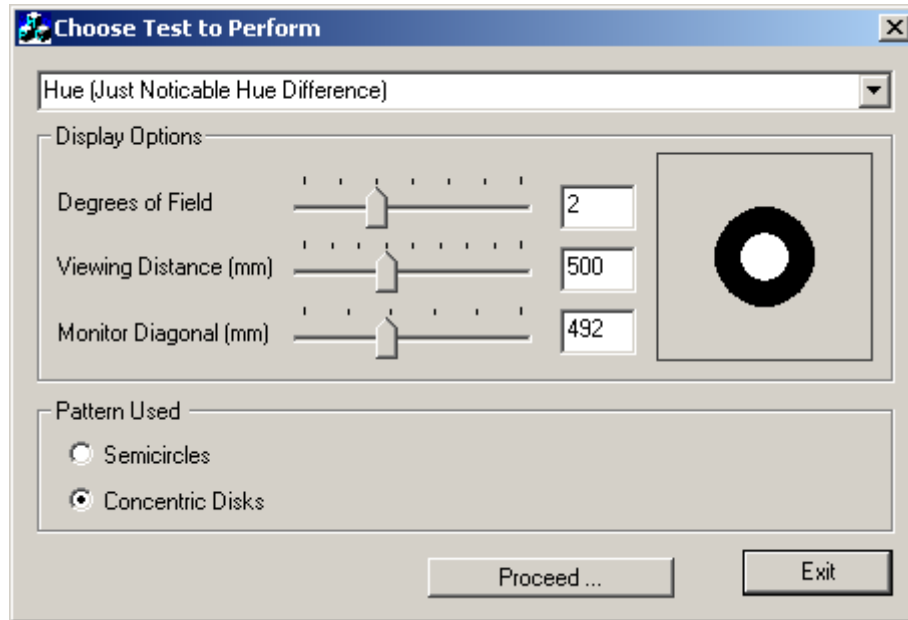 Choose Test to Perform
Hue (Just Noticable Hue Difference)
Display Options
Degrees of Field 2
Viewing Distance (mm) 500
Monitor Diagonal (mm) 492
Pattern Used
Semicircles
Concentric Disks
Proceed ... Exit